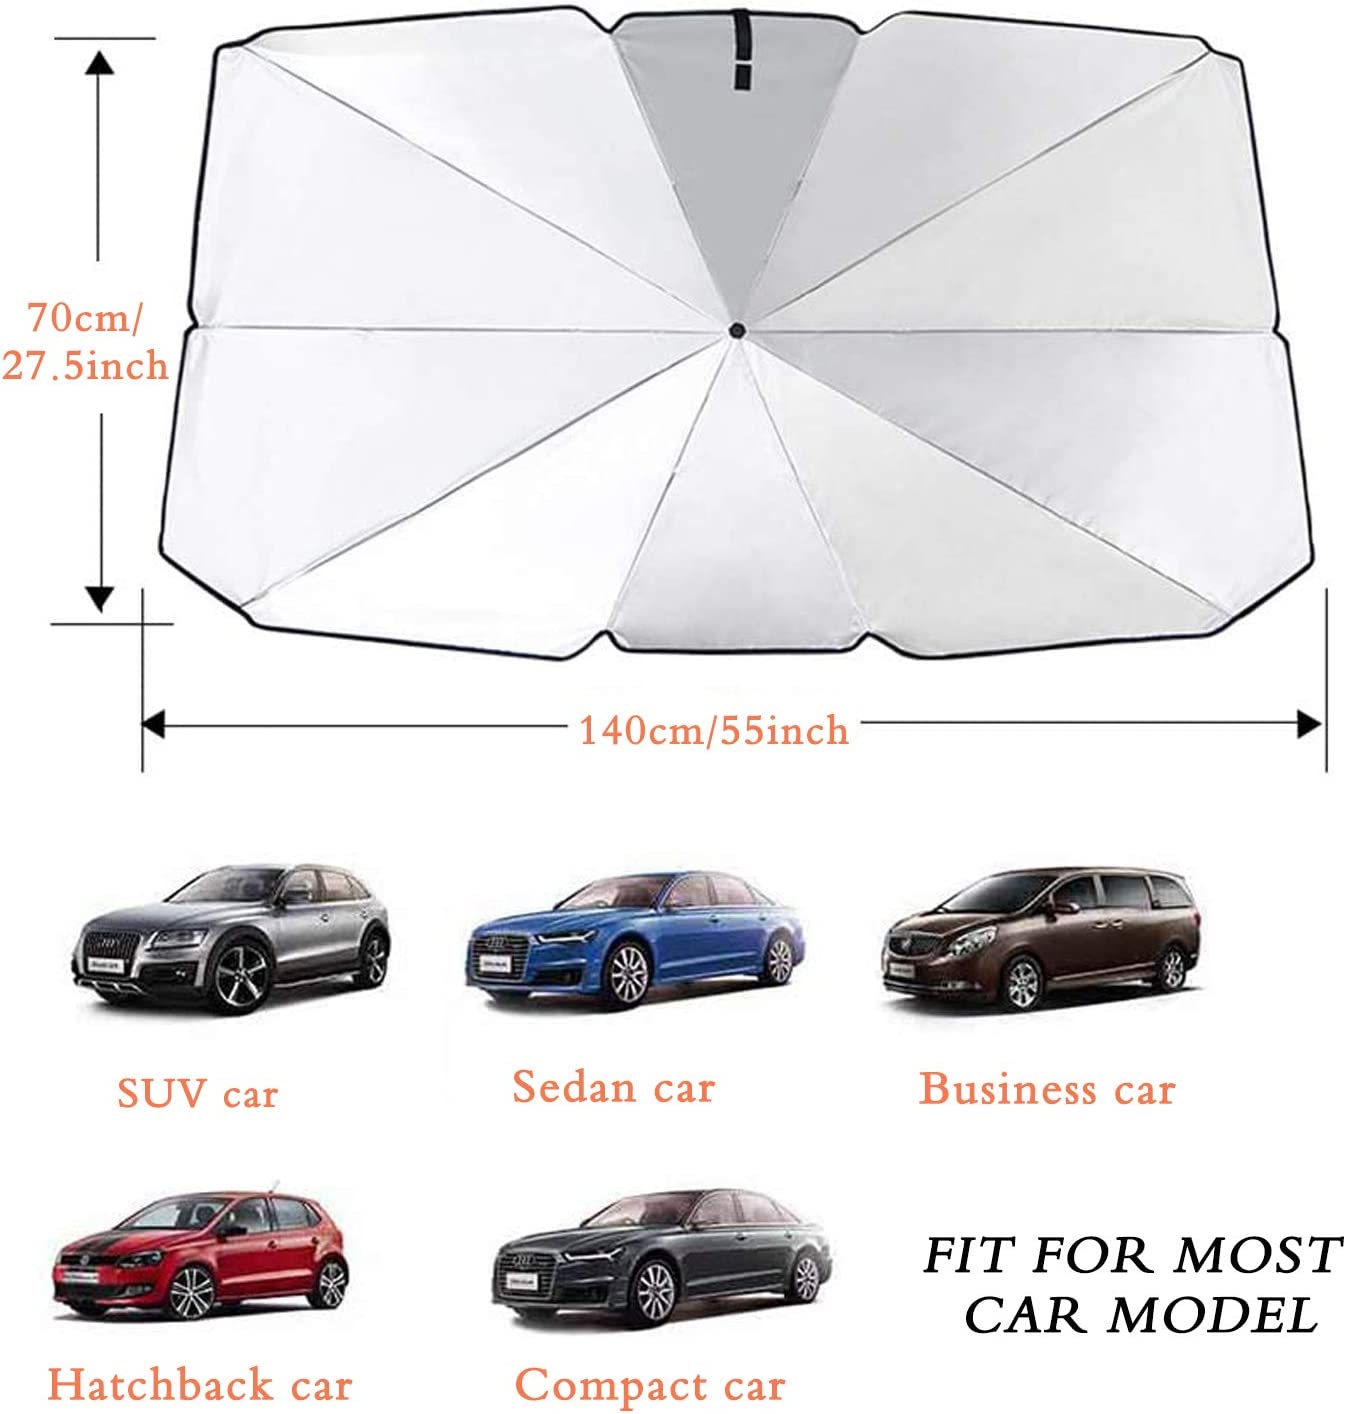 70cm/
27.5inch
140cm/55inch
SUV car
Sedan car
Business car
Hatchback car
Compact car
FIT FOR MOST
CAR MODEL